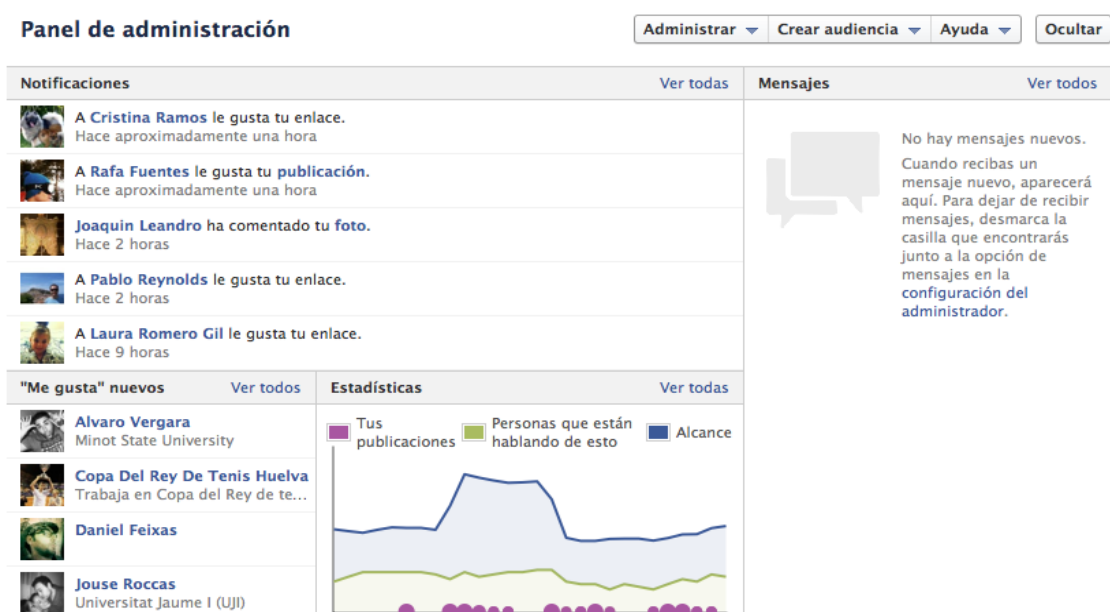 Panel de administración
Administrar
Crear audiencia
Ayuda
Ocultar
Notificaciones
Ver todas
A Cristina Ramos le gusta tu enlace.
Hace aproximadamente una hora
A Rafa Fuentes le gusta tu publicación.
Hace aproximadamente una hora
Joaquin Leandro ha comentado tu foto.
Hace 2 horas
A Pablo Reynolds le gusta tu enlace.
Hace 2 horas
A Laura Romero Gil le gusta tu enlace.
Hace 9 horas
Mensajes
Ver todos
No hay mensajes nuevos.
Cuando recibas un
mensaje nuevo, aparecerá
aquí. Para dejar de recibir
mensajes, desmarca la
casilla que encontrarás
junto a la opción de
mensajes en la
configuración del
administrador.
"Me gusta" nuevos
Ver todos
Alvaro Vergara
Minot State University
Copa Del Rey De Tenis Huelva
Trabaja en Copa del Rey de te...
Daniel Feixas
Jouse Roccas
Universitat Jaume I (UJI)
Estadísticas
Ver todas
Tus
publicaciones
Personas que están
hablando de esto
Alcance